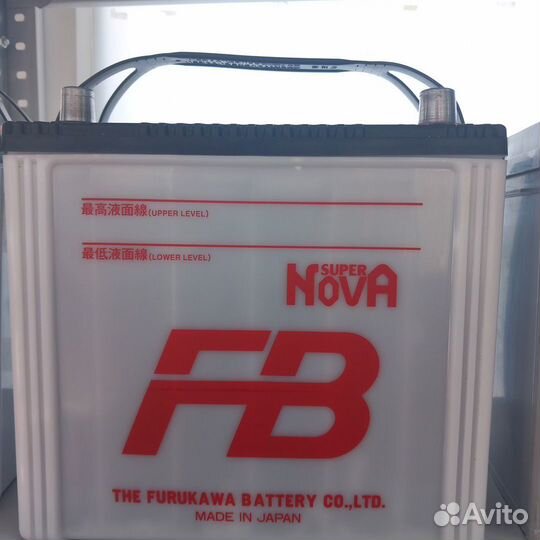 最高液面線(UPPER LEVEL)
最低液面線(LOWER LEVEL)
SUPER
NOVA
FB
THE FURUKAWA BATTERY CO.,LTD.
MADE IN JAPAN
Avito